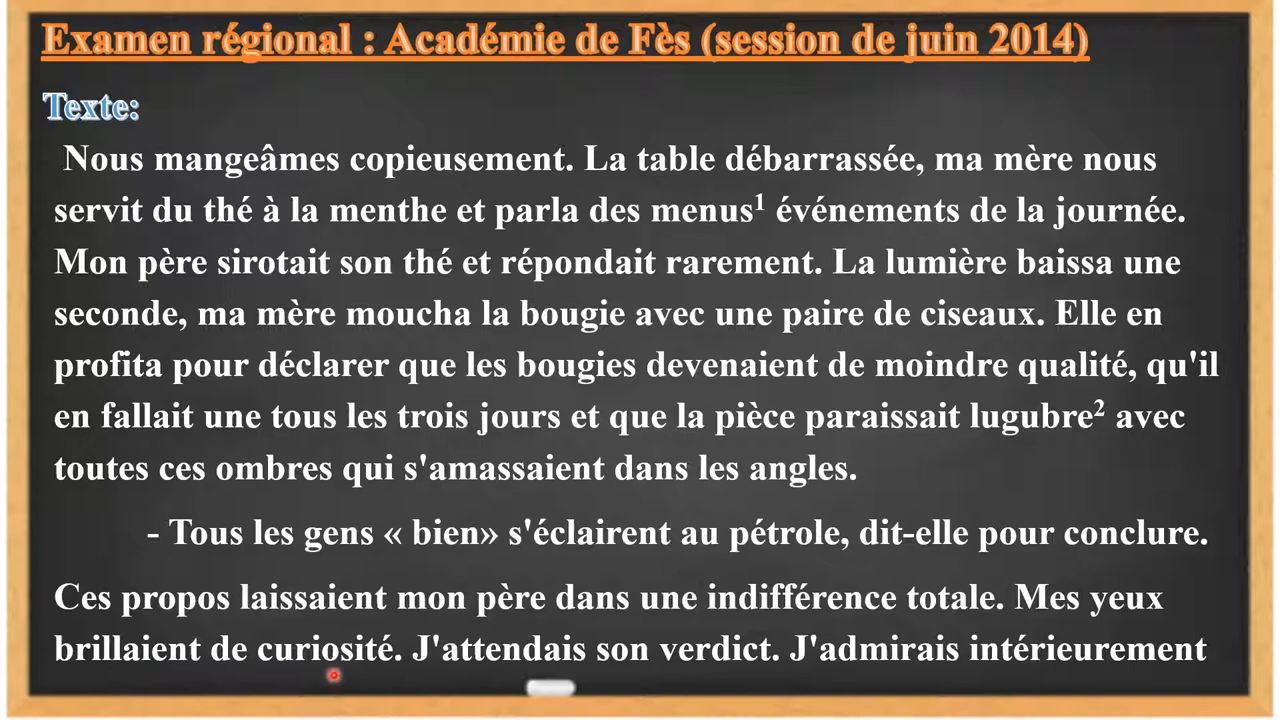 Examen régional : Académie de Fès (session de juin 2014)
Texte:
Nous mangeâmes copieusement. La table débarrassée, ma mère nous
servit du thé à la menthe et parla des menus¹ événements de la journée.
Mon père sirotait son thé et répondait rarement. La lumière baissa une
seconde, ma mère moucha la bougie avec une paire de ciseaux. Elle en
profita pour déclarer que les bougies devenaient de moindre qualité, qu'il
en fallait une tous les trois jours et que la pièce paraissait lugubre² avec
toutes ces ombres qui s'amassaient dans les angles.
- Tous les gens « bien» s'éclairent au pétrole, dit-elle pour conclure.
Ces propos laissaient mon père dans une indifférence totale. Mes yeux
brillaient de curiosité. J'attendais son verdict. J'admirais intérieurement